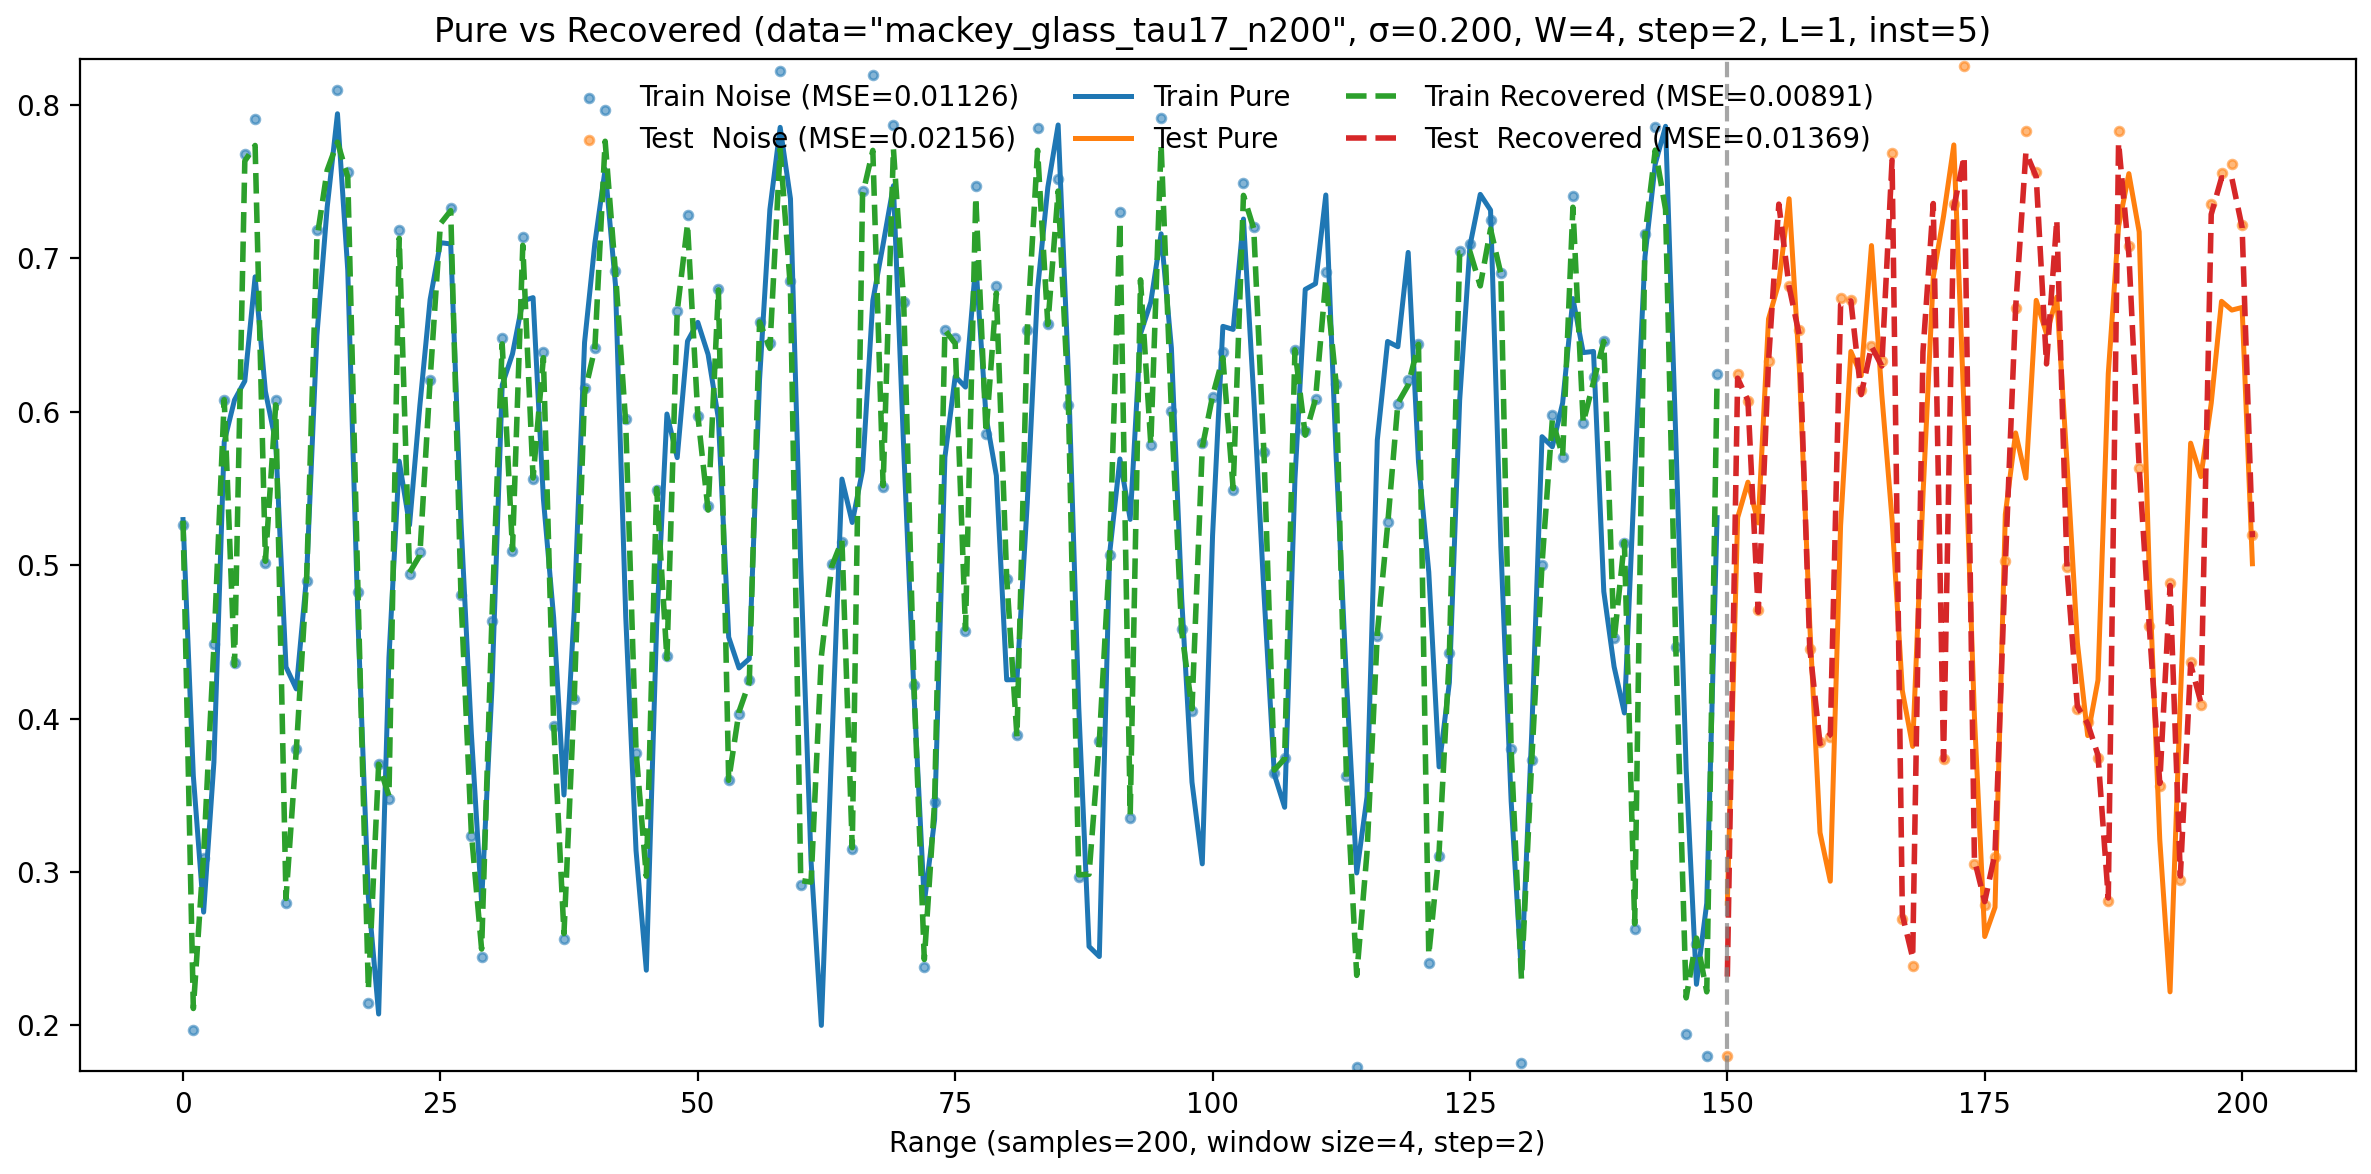 Pure vs Recovered (data="mackey_glass_tau17_n200", σ=0.200, W=4, step=2, L=1, inst=5)
Train Noise (MSE=0.01126)
Test  Noise (MSE=0.02156)
Train Pure
Test Pure
Train Recovered (MSE=0.00891)
Test  Recovered (MSE=0.01369)
0.8
0.7
0.6
0.5
0.4
0.3
0.2
0 25 50 75 100 125 150 175 200
Range (samples=200, window size=4, step=2)